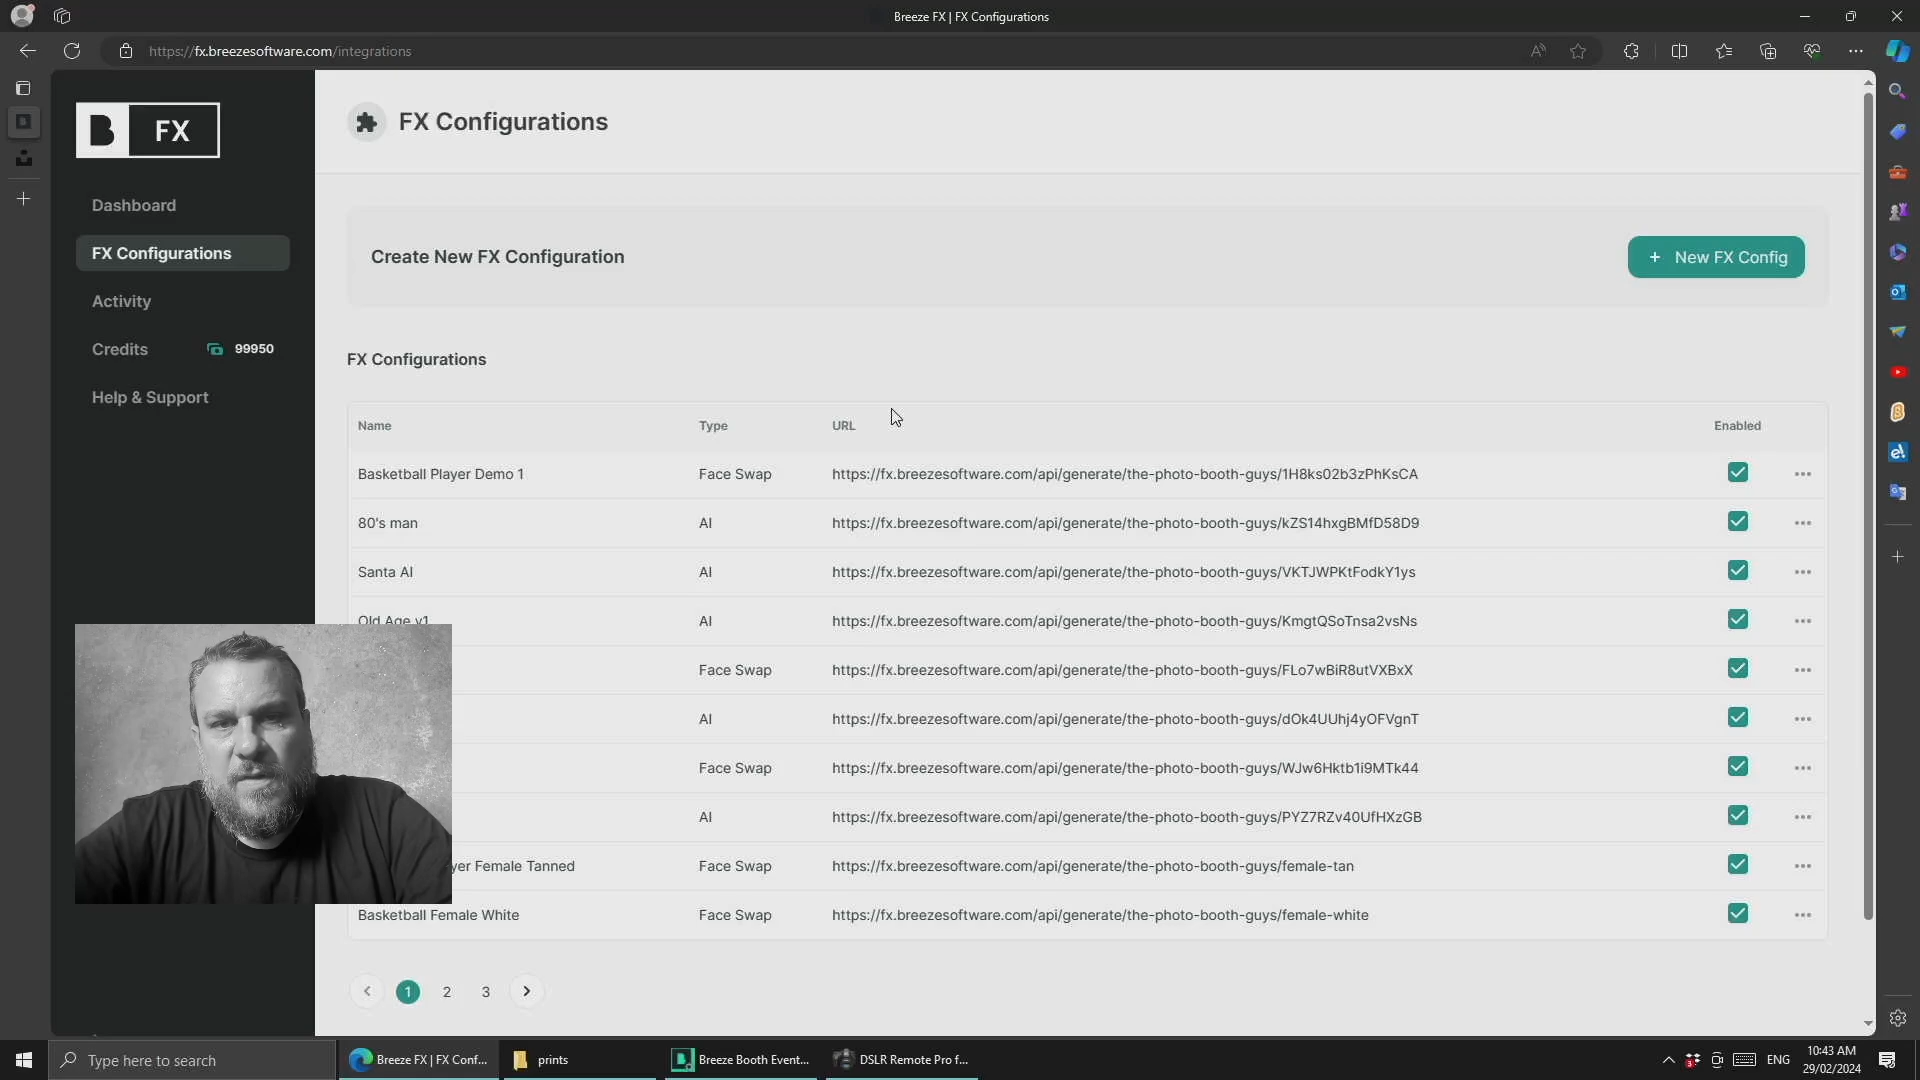 Breeze FX | FX Configurations
https://fx.breezesoftware.com/integrations
B FX
FX Configurations
Dashboard
FX Configurations
Activity
Credits 99950
Help & Support
Create New FX Configuration
+ New FX Config
FX Configurations
Name Type URL Enabled
Basketball Player Demo 1 Face Swap https://fx.breezesoftware.com/api/generate/the-photo-booth-guys/1H8ks02b3zPhKsCA
80's man AI https://fx.breezesoftware.com/api/generate/the-photo-booth-guys/kZS14hxgBMfD58D9
Santa AI AI https://fx.breezesoftware.com/api/generate/the-photo-booth-guys/VKTJWPKtFodkY1ys
Old Age v1 AI https://fx.breezesoftware.com/api/generate/the-photo-booth-guys/KmgtQSoTnsa2vsNs
Face Swap https://fx.breezesoftware.com/api/generate/the-photo-booth-guys/FLo7wBiR8utVXBxX
AI https://fx.breezesoftware.com/api/generate/the-photo-booth-guys/dOk4UUhj4yOFVgnT
Face Swap https://fx.breezesoftware.com/api/generate/the-photo-booth-guys/WJw6Hktb1i9MTk44
AI https://fx.breezesoftware.com/api/generate/the-photo-booth-guys/PYZ7RZv40UfHXzGB
yer Female Tanned Face Swap https://fx.breezesoftware.com/api/generate/the-photo-booth-guys/female-tan
Basketball Female White Face Swap https://fx.breezesoftware.com/api/generate/the-photo-booth-guys/female-white
1 2 3
Type here to search
Breeze FX | FX Conf...
prints
Breeze Booth Event...
DSLR Remote Pro f...
ENG
10:43 AM
29/02/2024